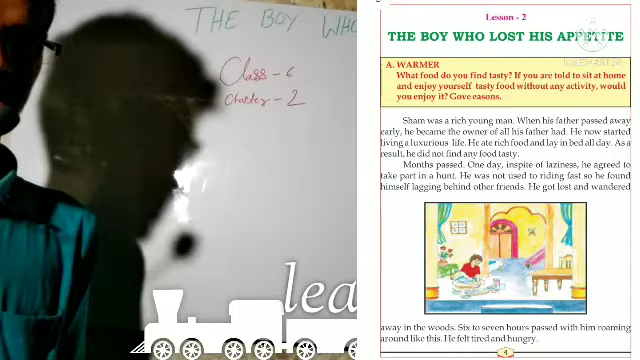 THE BOY WHO
Class - 6
Chapter - 2
lea
Lesson - 2
THE BOY WHO LOST HIS APPETITE
KINEMASTER
A. WARMER
What food do you find tasty? If you are told to sit at home
and enjoy yourself tasty food without any activity, would
you enjoy it? Gove easons.
Sham was a rich young man. When his father passed away
early, he became the owner of all his father had. He now started
living a luxurious life. He ate rich food and lay in bed all day. As a
result, he did not find any food tasty.
Months passed. One day, inspite of laziness, he agreed to
take part in a hunt. He was not used to riding fast so he found
himself lagging behind other friends. He got lost and wandered
away in the woods. Six to seven hours passed with him roaming
around like this. He felt tired and hungry.
4